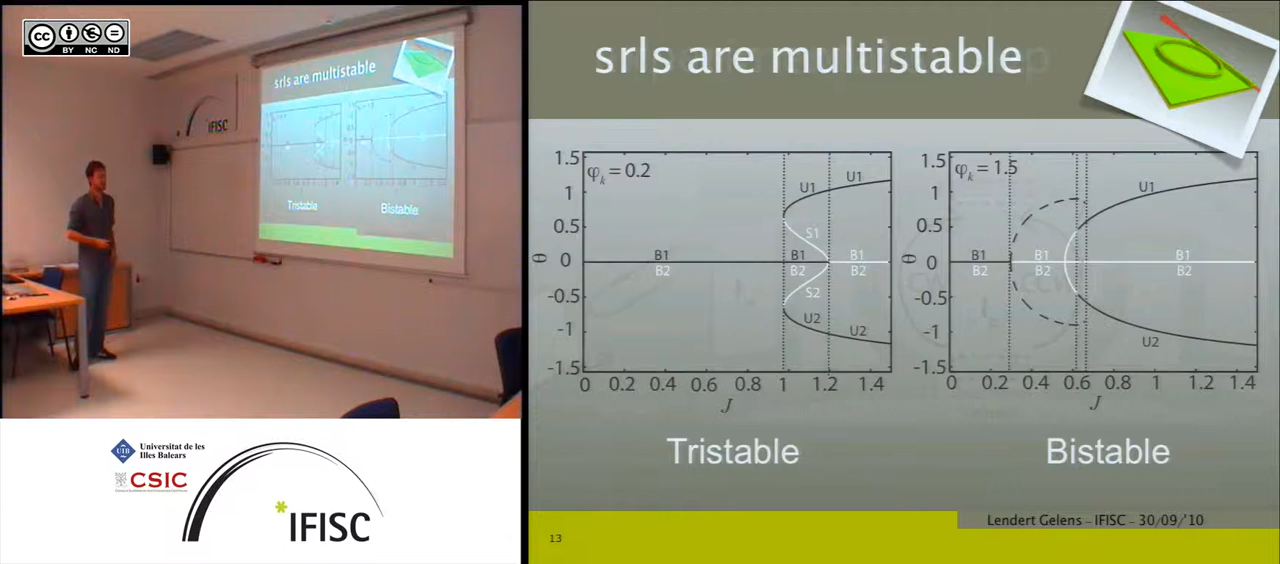 cc
BY NC ND
IFISC
srls are multistable
Tristable
Bistable
UIB
Universitat de les
Illes Balears
CSIC
*IFISC
srls are multistable
φk = 0.2
1.5
1
0.5
0
-0.5
-1
-1.5
θ
U1
U1
S1
B1
B1
B1
B2
B2
B2
S2
U2
U2
0 0.2 0.4 0.6 0.8 1 1.2 1.4
J
Tristable
φk = 1.5
1.5
1
0.5
0
-0.5
-1
-1.5
θ
U1
B1
B1
B1
B2
B2
B2
U2
0 0.2 0.4 0.6 0.8 1 1.2 1.4
J
Bistable
Lendert Gelens – IFISC – 30/09/'10
13